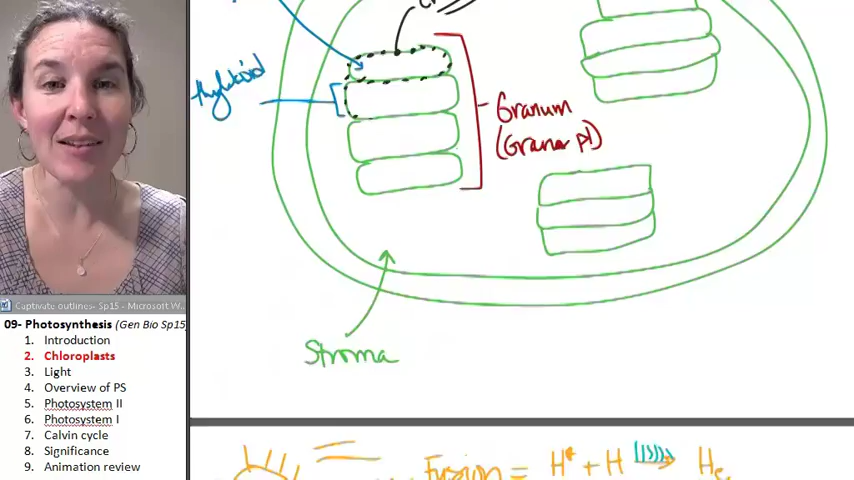 thylakoid
Granum
(Grana pl)
Stroma
Captivate outlines- Sp15 - Microsoft W.
09- Photosynthesis (Gen Bio Sp15)
1. Introduction
2. Chloroplasts
3. Light
4. Overview of PS
5. Photosystem II
6. Photosystem I
7. Calvin cycle
8. Significance
9. Animation review
Fusion = H + H → He